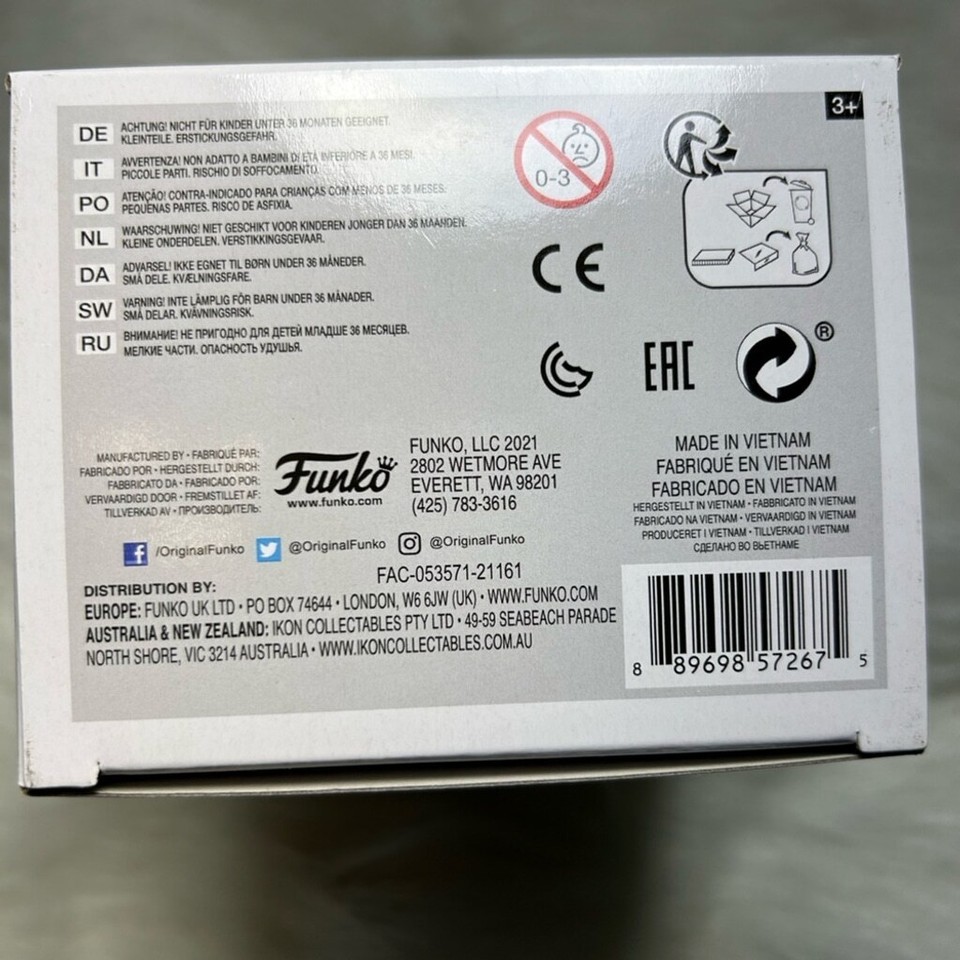 3+
DE ACHTUNG! NICHT FÜR KINDER UNTER 36 MONATEN GEEIGNET.
KLEINTEILE. ERSTICKUNGSGEFAHR.
IT AVVERTENZA! NON ADATTO A BAMBINI DI ETÀ INFERIORE A 36 MESI.
PICCOLE PARTI. RISCHIO DI SOFFOCAMENTO.
PO ATENÇÃO! CONTRA-INDICADO PARA CRIANÇAS COM MENOS DE 36 MESES.
PEQUENAS PARTES. RISCO DE ASFIXIA.
NL WAARSCHUWING! NIET GESCHIKT VOOR KINDEREN JONGER DAN 36 MAANDEN.
KLEINE ONDERDELEN. VERSTIKKINGSGEVAAR.
DA ADVARSEL! IKKE EGNET TIL BØRN UNDER 36 MÅNEDER.
SMÅ DELE. KVÆLNINGSFARE.
SW VARNING! INTE LÄMPLIG FÖR BARN UNDER 36 MÅNADER.
SMÅ DELAR. KVÄVNINGSRISK.
RU ВНИМАНИЕ! НЕ ПРИГОДНО ДЛЯ ДЕТЕЙ МЛАДШЕ 36 МЕСЯЦЕВ.
МЕЛКИЕ ЧАСТИ. ОПАСНОСТЬ УДУШЬЯ.
0-3
CE
EAC
®
MANUFACTURED BY • FABRIQUÉ PAR:
FABRICADO POR • HERGESTELLT DURCH:
FABBRICATO DA • FABRICADO POR:
VERVAARDIGD DOOR • FREMSTILLET AF:
TILLVERKAD AV • ПРОИЗВОДИТЕЛЬ:
Funko
www.funko.com
FUNKO, LLC 2021
2802 WETMORE AVE
EVERETT, WA 98201
(425) 783-3616
MADE IN VIETNAM
FABRIQUÉ EN VIETNAM
FABRICADO EN VIETNAM
HERGESTELLT IN VIETNAM • FABBRICATO IN VIETNAM
FABRICADO NA VIETNAM • VERVAARDIGD IN VIETNAM
PRODUCERET I VIETNAM • TILLVERKAD I VIETNAM
СДЕЛАНО ВО ВЬЕТНАМЕ
/OriginalFunko @OriginalFunko @OriginalFunko
FAC-053571-21161
DISTRIBUTION BY:
EUROPE: FUNKO UK LTD • PO BOX 74644 • LONDON, W6 6JW (UK) • WWW.FUNKO.COM
AUSTRALIA & NEW ZEALAND: IKON COLLECTABLES PTY LTD • 49-59 SEABEACH PARADE
NORTH SHORE, VIC 3214 AUSTRALIA • WWW.IKONCOLLECTABLES.COM.AU
8 89698 57267 5